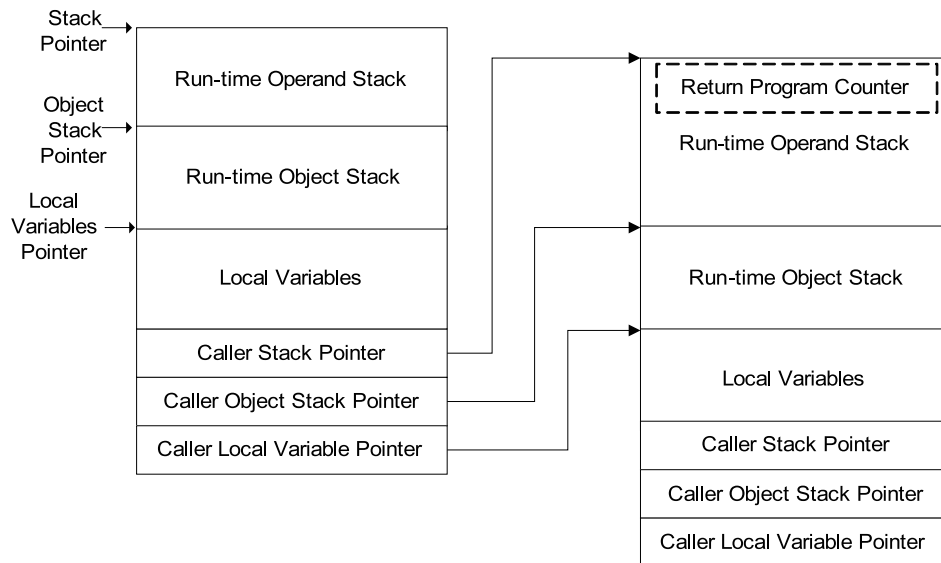 Stack
Pointer
Run-time Operand Stack
Object
Stack
Pointer
Run-time Object Stack
Local
Variables
Pointer
Local Variables
Caller Stack Pointer
Caller Object Stack Pointer
Caller Local Variable Pointer
Return Program Counter
Run-time Operand Stack
Run-time Object Stack
Local Variables
Caller Stack Pointer
Caller Object Stack Pointer
Caller Local Variable Pointer